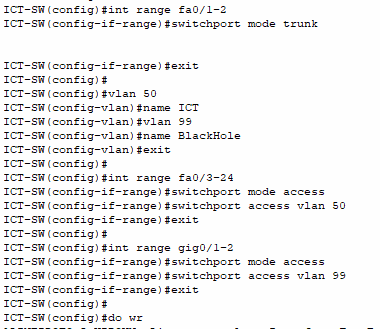 ICT-SW(config)#int range fa0/1-2
ICT-SW(config-if-range)#switchport mode trunk
ICT-SW(config-if-range)#exit
ICT-SW(config)#
ICT-SW(config)#vlan 50
ICT-SW(config-vlan)#name ICT
ICT-SW(config-vlan)#vlan 99
ICT-SW(config-vlan)#name BlackHole
ICT-SW(config-vlan)#exit
ICT-SW(config)#
ICT-SW(config)#int range fa0/3-24
ICT-SW(config-if-range)#switchport mode access
ICT-SW(config-if-range)#switchport access vlan 50
ICT-SW(config-if-range)#exit
ICT-SW(config)#
ICT-SW(config)#int range gig0/1-2
ICT-SW(config-if-range)#switchport mode access
ICT-SW(config-if-range)#switchport access vlan 99
ICT-SW(config-if-range)#exit
ICT-SW(config)#
ICT-SW(config)#do wr